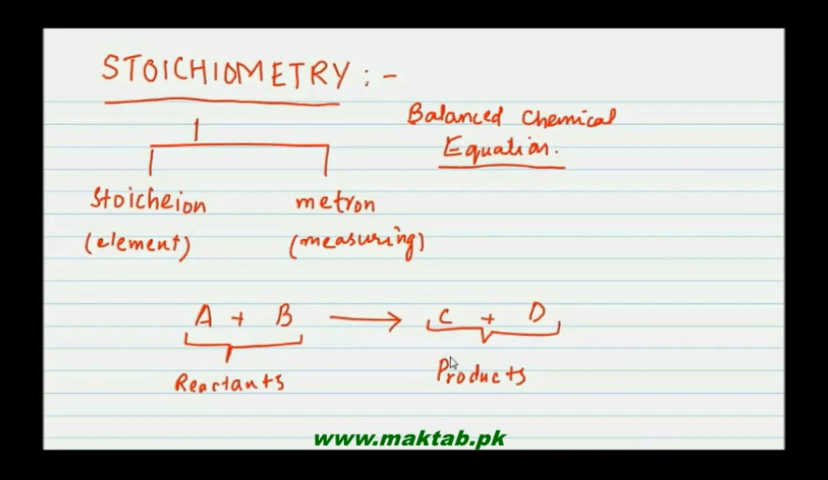 STOICHIOMETRY :-
Balanced Chemical
Equation.
Stoicheion metron
(element) (measuring)
A + B → C + D
Reactants Products
www.maktab.pk